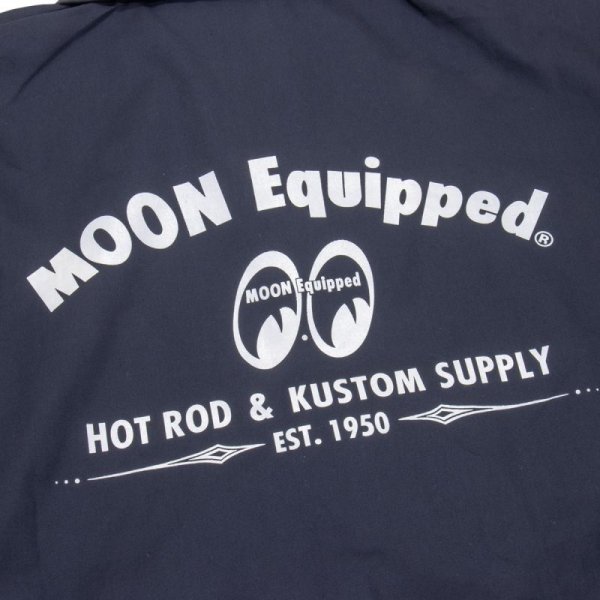 MOON Equipped®
MOON Equipped
HOT ROD & KUSTOM SUPPLY
EST. 1950